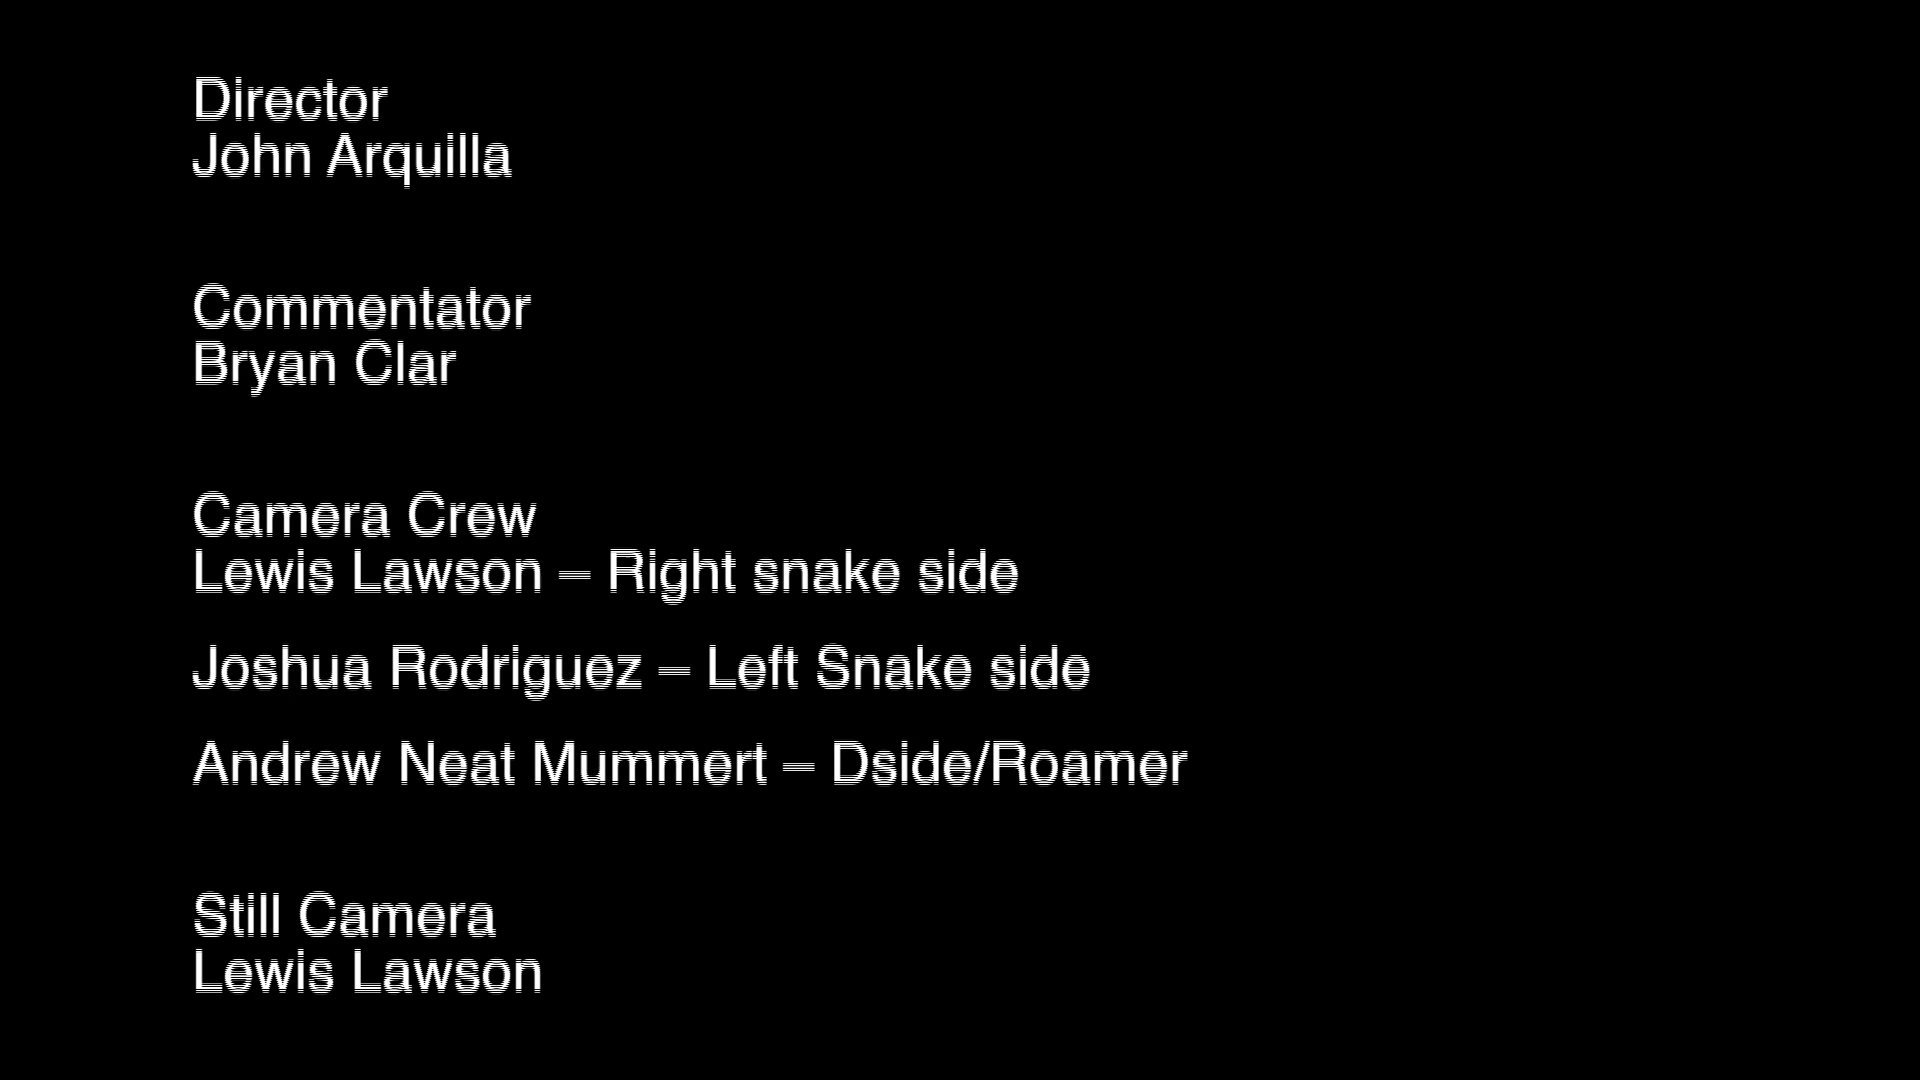 Director
John Arquilla
Commentator
Bryan Clar
Camera Crew
Lewis Lawson – Right snake side
Joshua Rodriguez – Left Snake side
Andrew Neat Mummert – Dside/Roamer
Still Camera
Lewis Lawson